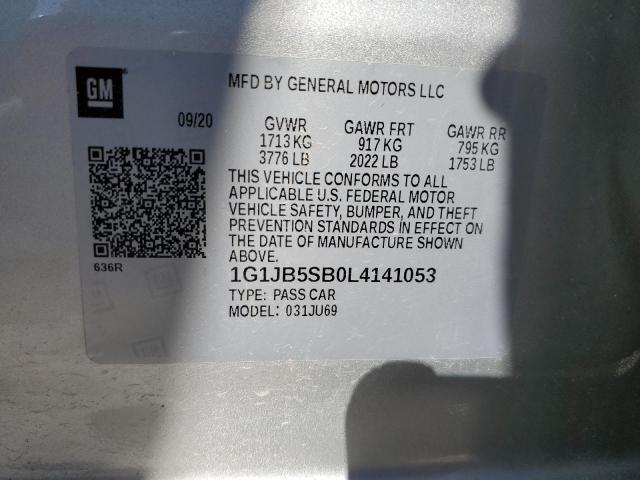 GM
MFD BY GENERAL MOTORS LLC
09/20
GVWR GAWR FRT GAWR RR
1713 KG 917 KG 795 KG
3776 LB 2022 LB 1753 LB
THIS VEHICLE CONFORMS TO ALL
APPLICABLE U.S. FEDERAL MOTOR
VEHICLE SAFETY, BUMPER, AND THEFT
PREVENTION STANDARDS IN EFFECT ON
THE DATE OF MANUFACTURE SHOWN
ABOVE.
636R
1G1JB5SB0L4141053
TYPE: PASS CAR
MODEL: 031JU69